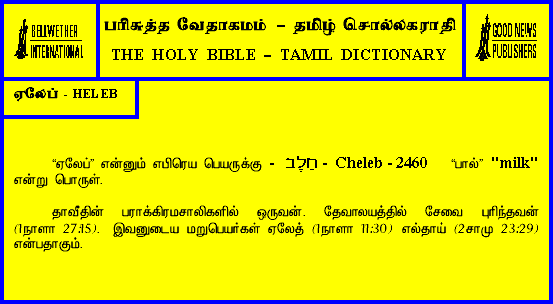 BELLWETHER
INTERNATIONAL
பரிசுத்த வேதாகமம் – தமிழ் சொல்லகராதி
THE HOLY BIBLE – TAMIL DICTIONARY
GOOD NEWS
PUBLISHERS
ஏலேப் - HELEB
“ஏலேப்” என்னும் எபிரெய பெயருக்கு - חֵלֶב - Cheleb - 2460 “பால்” "milk"
என்று பொருள்.
தாவீதின் பராக்கிரமசாலிகளில் ஒருவன். தேவாலயத்தில் சேவை புரிந்தவன்
(1நாளா 27:15). இவனுடைய மறுபெயர்கள் ஏலேத் (1நாளா 11:30) எல்தாய் (2சாமு 23:29)
என்பதாகும்.